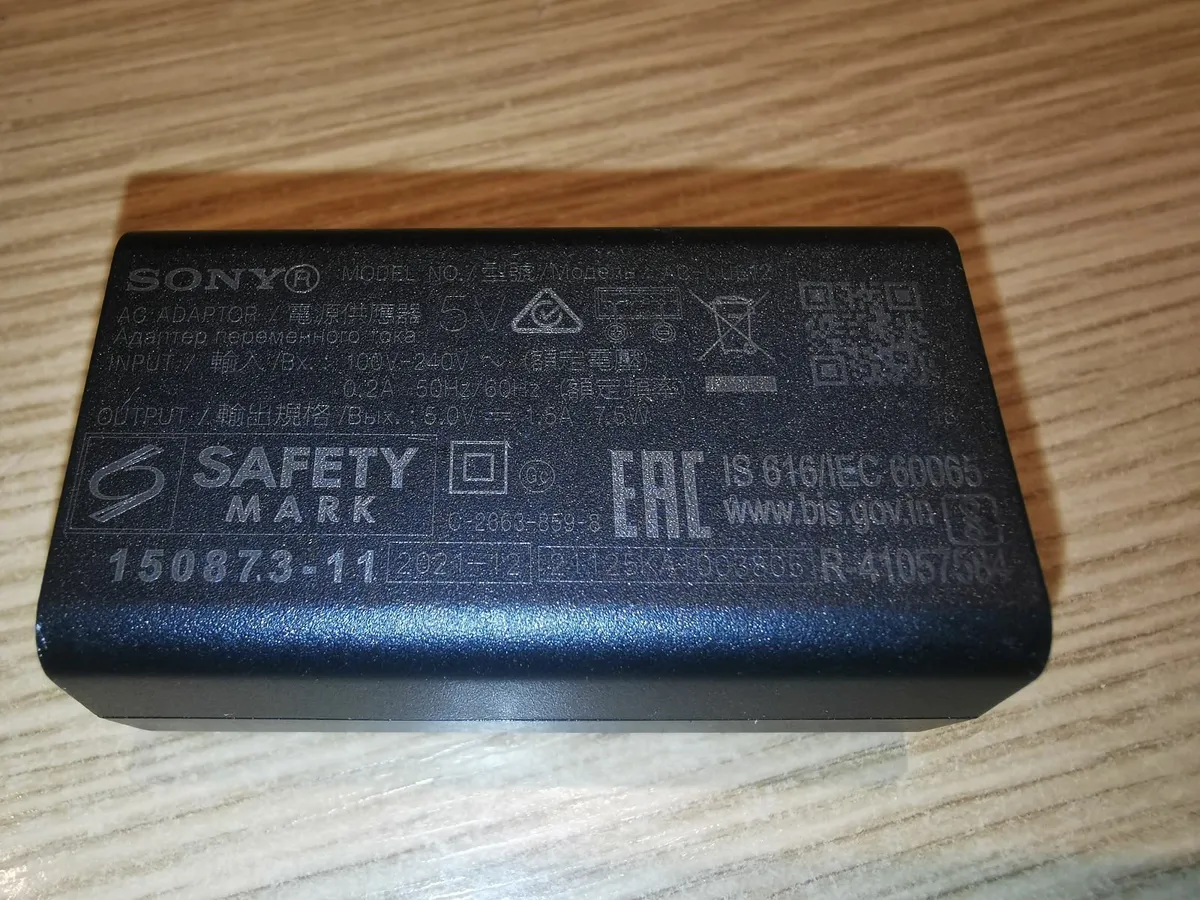 SONY® MODEL NO./型號/Модель
AC ADAPTOR / 電源供應器 5V
Адаптер переменного тока
INPUT / 輸入 /Вх. : 100V-240V ~ (額定電壓)
0.2A 50Hz/60Hz (額定頻率)
OUTPUT / 輸出規格 /Вых. : 5.0V ⎓ 1.5A 7.5W
SAFETY
MARK
EAC
IS 616/IEC 60065
www.bis.gov.in
C-2863-859-8
150873-11 2021-12 R-41057584